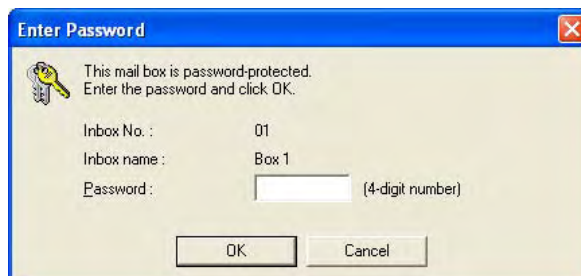 Enter Password
This mail box is password-protected.
Enter the password and click OK.
Inbox No. : 01
Inbox name : Box 1
Password : (4-digit number)
OK Cancel